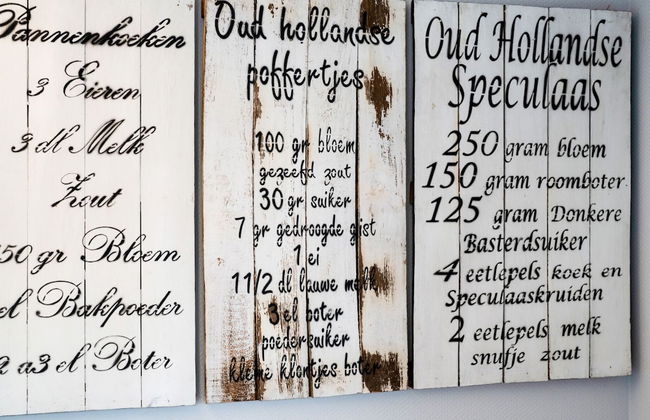 Pannenkoeken
3 Eieren
3 dl Melk
Zout
50 gr Bloem
el Bakpoeder
2 a3 el Boter
Oud hollandse
poffertjes
100 gr bloem
gezeefd zout
30 gr suiker
7 gr gedroogde gist
1 ei
11/2 dl lauwe melk
3 el boter
poedersuiker
kleine klontjes boter
Oud Hollandse
Speculaas
250 gram bloem
150 gram roomboter
125 gram Donkere
Basterdsuiker
4 eetlepels koek en
Speculaaskruiden
2 eetlepels melk
snufje zout